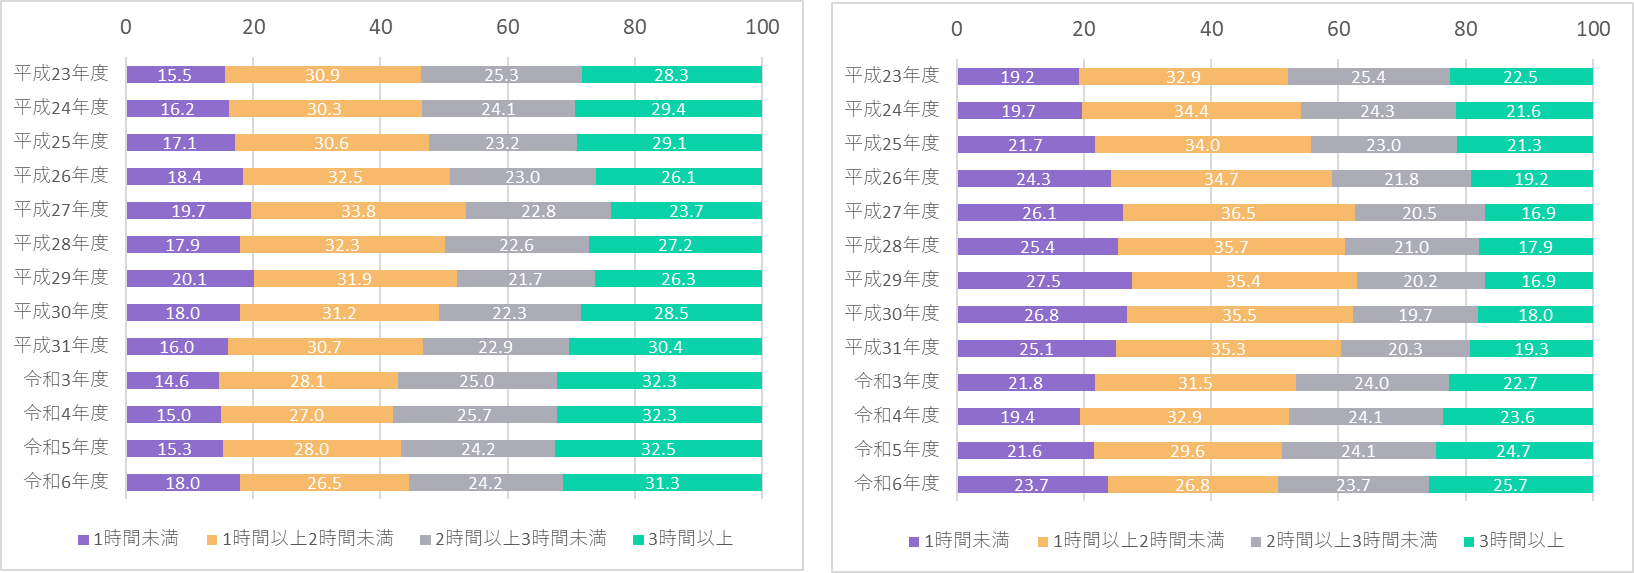 0 20 40 60 80 100
平成23年度 15.5 30.9 25.3 28.3
平成24年度 16.2 30.3 24.1 29.4
平成25年度 17.1 30.6 23.2 29.1
平成26年度 18.4 32.5 23.0 26.1
平成27年度 19.7 33.8 22.8 23.7
平成28年度 17.9 32.3 22.6 27.2
平成29年度 20.1 31.9 21.7 26.3
平成30年度 18.0 31.2 22.3 28.5
平成31年度 16.0 30.7 22.9 30.4
令和3年度 14.6 28.1 25.0 32.3
令和4年度 15.0 27.0 25.7 32.3
令和5年度 15.3 28.0 24.2 32.5
令和6年度 18.0 26.5 24.2 31.3
1時間未満 1時間以上2時間未満 2時間以上3時間未満 3時間以上
0 20 40 60 80 100
平成23年度 19.2 32.9 25.4 22.5
平成24年度 19.7 34.4 24.3 21.6
平成25年度 21.7 34.0 23.0 21.3
平成26年度 24.3 34.7 21.8 19.2
平成27年度 26.1 36.5 20.5 16.9
平成28年度 25.4 35.7 21.0 17.9
平成29年度 27.5 35.4 20.2 16.9
平成30年度 26.8 35.5 19.7 18.0
平成31年度 25.1 35.3 20.3 19.3
令和3年度 21.8 31.5 24.0 22.7
令和4年度 19.4 32.9 24.1 23.6
令和5年度 21.6 29.6 24.1 24.7
令和6年度 23.7 26.8 23.7 25.7
1時間未満 1時間以上2時間未満 2時間以上3時間未満 3時間以上